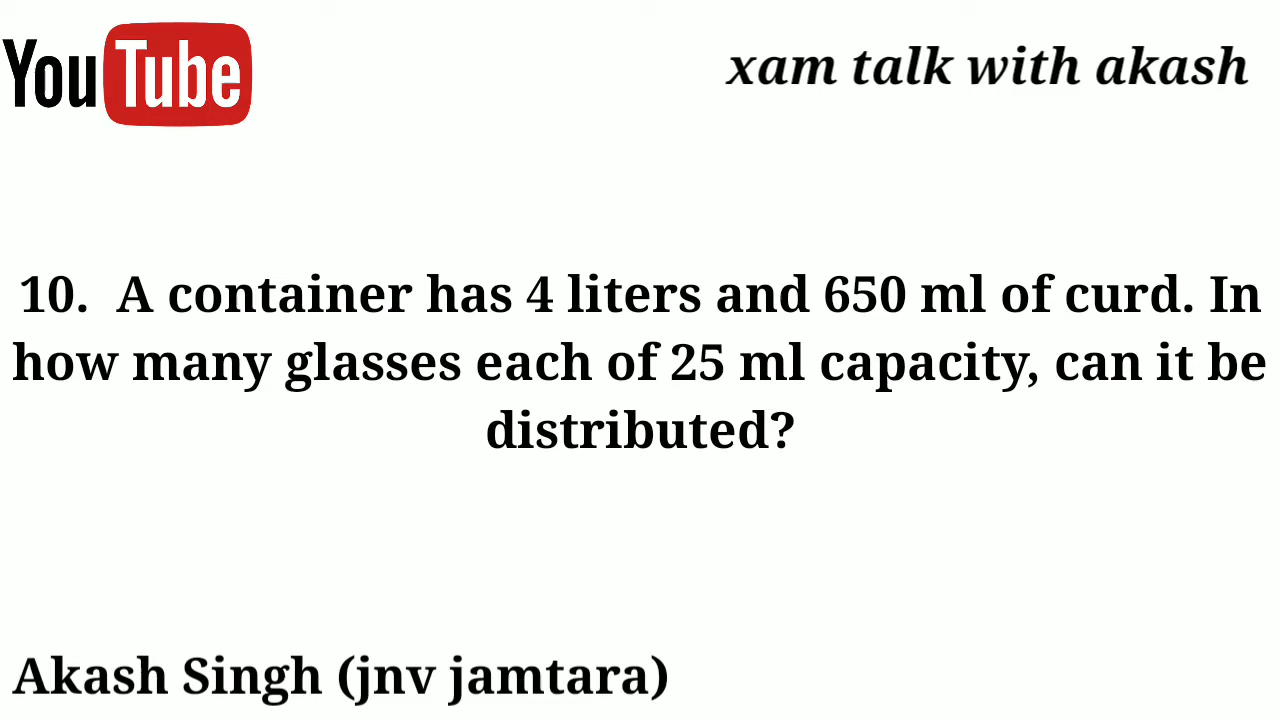 YouTube
xam talk with akash
10. A container has 4 liters and 650 ml of curd. In
how many glasses each of 25 ml capacity, can it be
distributed?
Akash Singh (jnv jamtara)